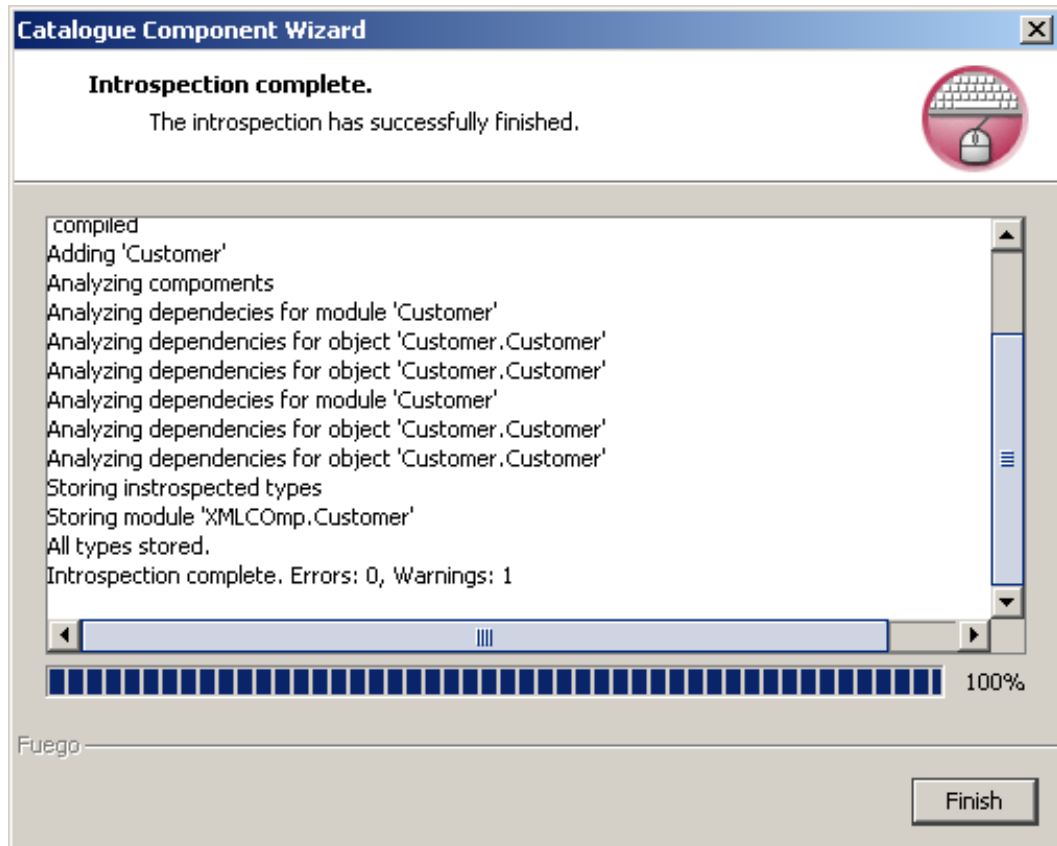 Catalogue Component Wizard
Introspection complete.
The introspection has successfully finished.
compiled
Adding 'Customer'
Analyzing compoments
Analyzing dependecies for module 'Customer'
Analyzing dependencies for object 'Customer.Customer'
Analyzing dependencies for object 'Customer.Customer'
Analyzing dependecies for module 'Customer'
Analyzing dependencies for object 'Customer.Customer'
Analyzing dependencies for object 'Customer.Customer'
Storing instrospected types
Storing module 'XMLCOmp.Customer'
All types stored.
Introspection complete. Errors: 0, Warnings: 1
100%
Fuego
Finish